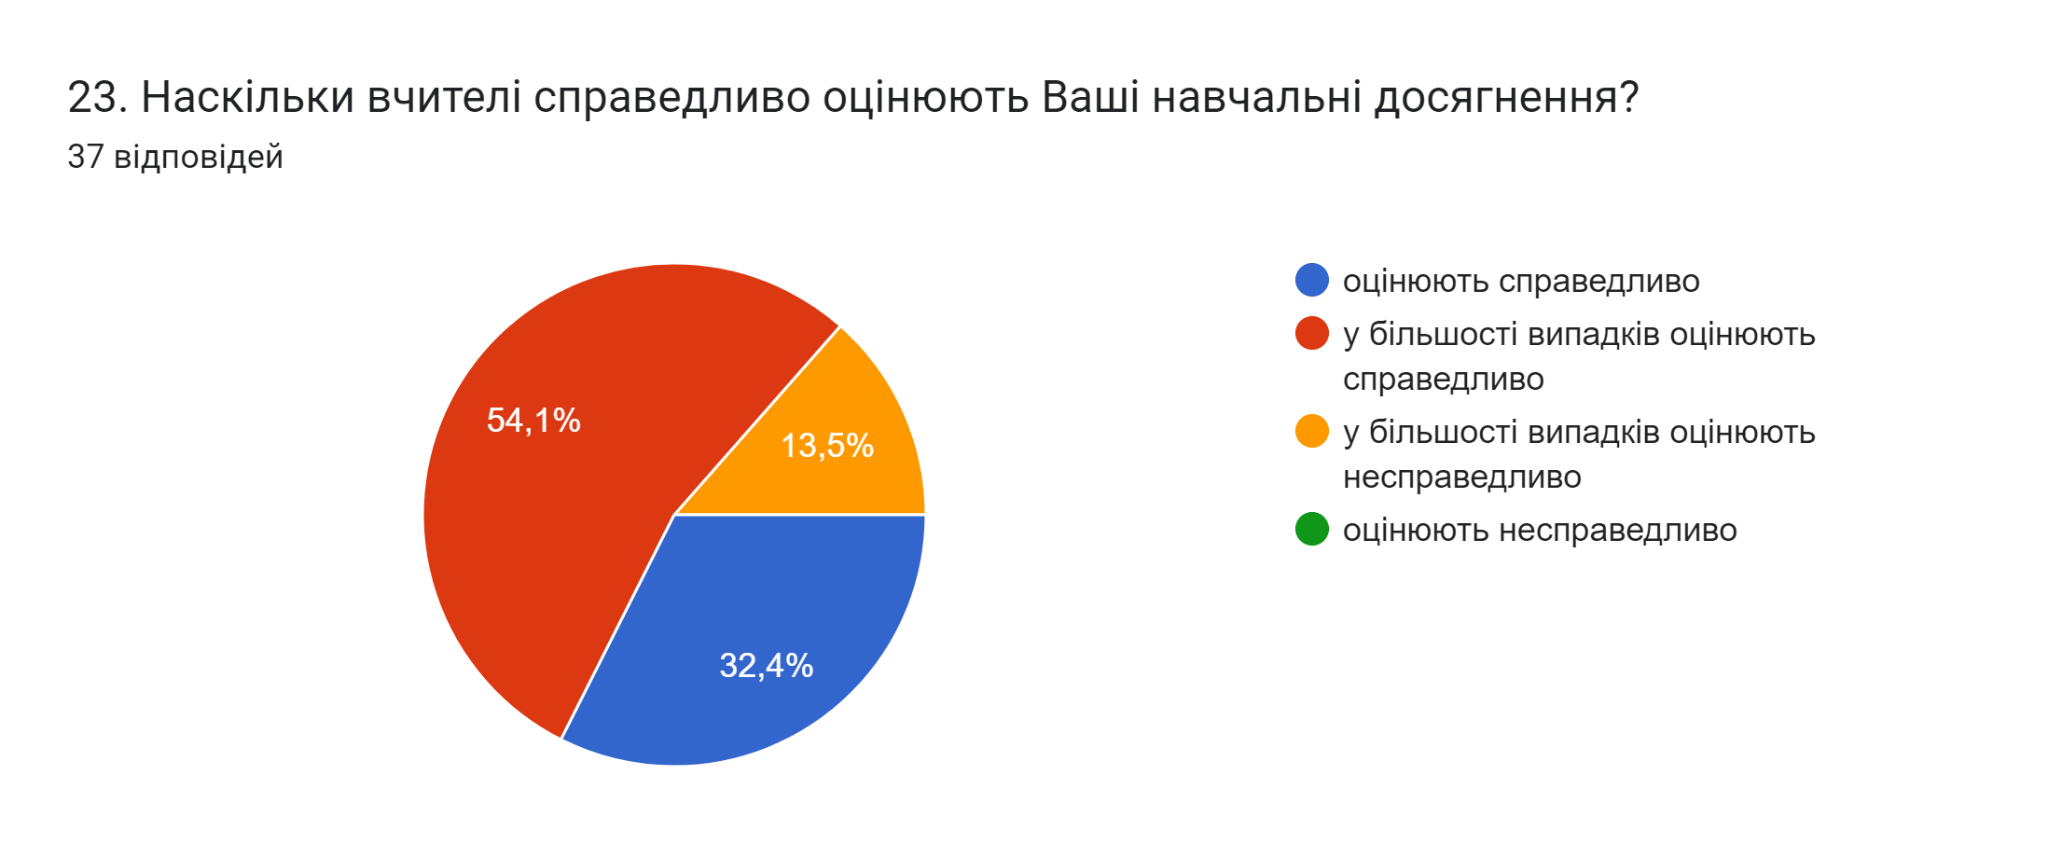 23. Наскільки вчителі справедливо оцінюють Ваші навчальні досягнення?
37 відповідей
54,1%
13,5%
32,4%
оцінюють справедливо
у більшості випадків оцінюють
справедливо
у більшості випадків оцінюють
несправедливо
оцінюють несправедливо